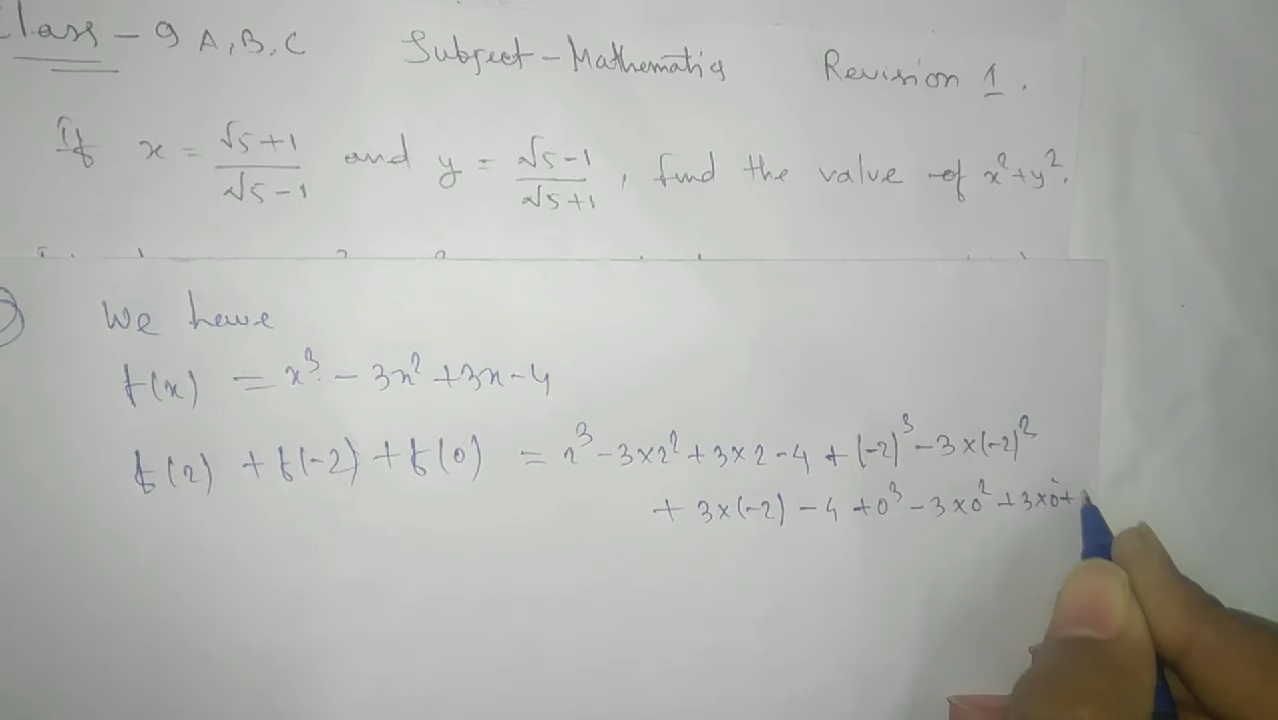 Class - 9 A, B, C Subject - Mathematics Revision 1.
If x = √5+1/√5-1 and y = √5-1/√5+1, find the value of x²+y².
We have
f(x) = x³ - 3x² + 3x - 4
f(2) + f(-2) + f(0) = 2³ - 3×2² + 3×2 - 4 + (-2)³ - 3×(-2)²
+ 3×(-2) - 4 + 0³ - 3×0² + 3×0 +